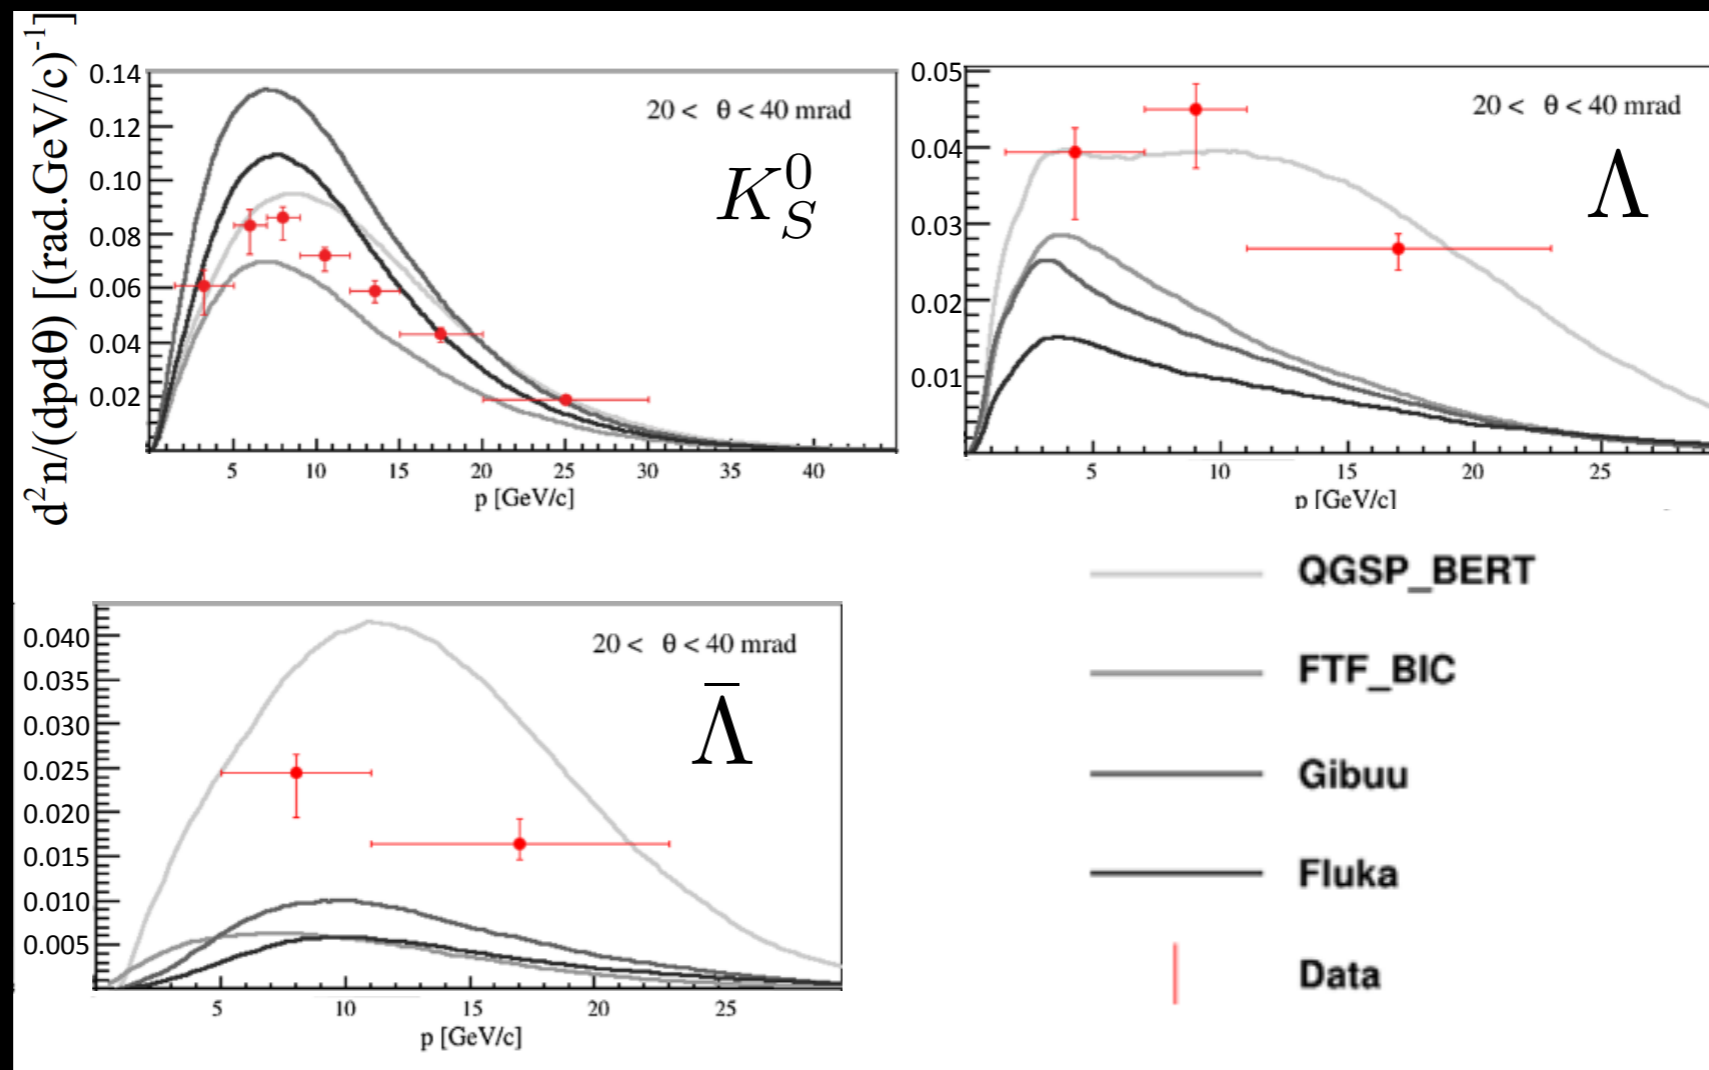 d²n/(dpdθ) [(rad.GeV/c)⁻¹]
0.14
0.12
0.10
0.08
0.06
0.04
0.02
20 < θ < 40 mrad
K⁰_S
5 10 15 20 25 30 35 40
p [GeV/c]
0.05
0.04
0.03
0.02
0.01
20 < θ < 40 mrad
Λ
5 10 15 20 25
p [GeV/c]
0.040
0.035
0.030
0.025
0.020
0.015
0.010
0.005
20 < θ < 40 mrad
Λ̅
5 10 15 20 25
p [GeV/c]
QGSP_BERT
FTF_BIC
Gibuu
Fluka
Data